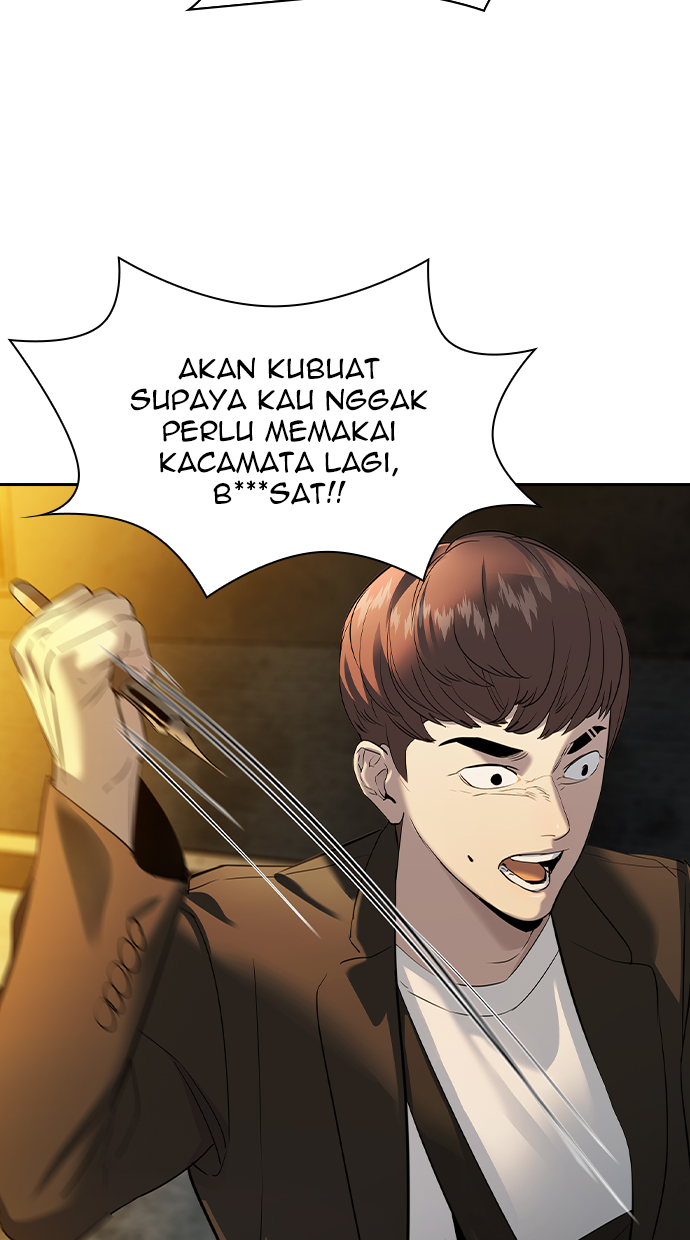 AKAN KUBUAT
SUPAYA KAU NGGAK
PERLU MEMAKAI
KACAMATA LAGI,
B***SAT!!